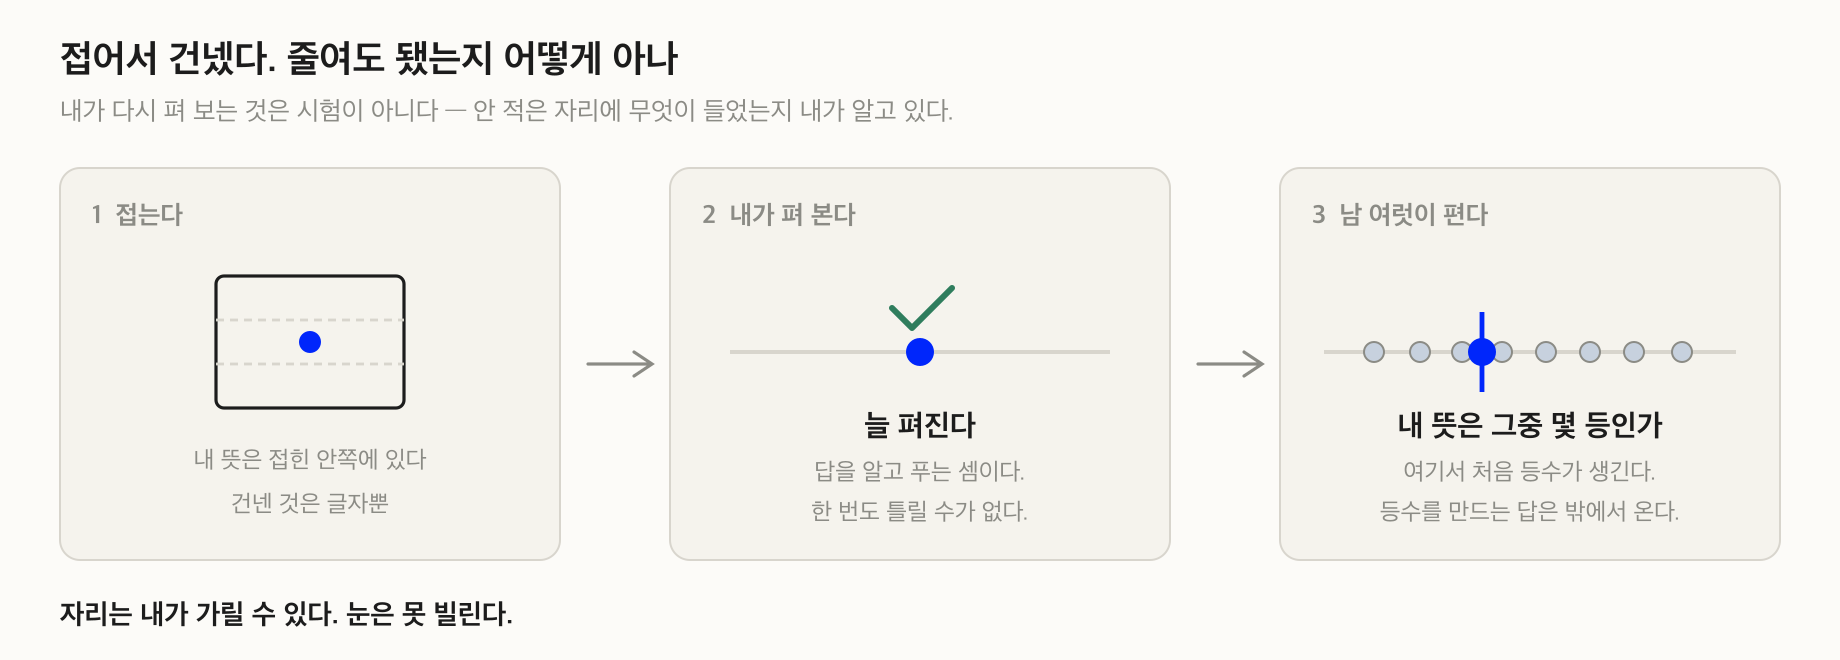 접어서 건넸다. 줄여도 됐는지 어떻게 아나
내가 다시 펴 보는 것은 시험이 아니다 — 안 적은 자리에 무엇이 들었는지 내가 알고 있다.
1 접는다
내 뜻은 접힌 안쪽에 있다
건넨 것은 글자뿐
2 내가 펴 본다
늘 펴진다
답을 알고 푸는 셈이다.
한 번도 틀릴 수가 없다.
3 남 여럿이 편다
내 뜻은 그중 몇 등인가
여기서 처음 등수가 생긴다.
등수를 만드는 답은 밖에서 온다.
자리는 내가 가릴 수 있다. 눈은 못 빌린다.